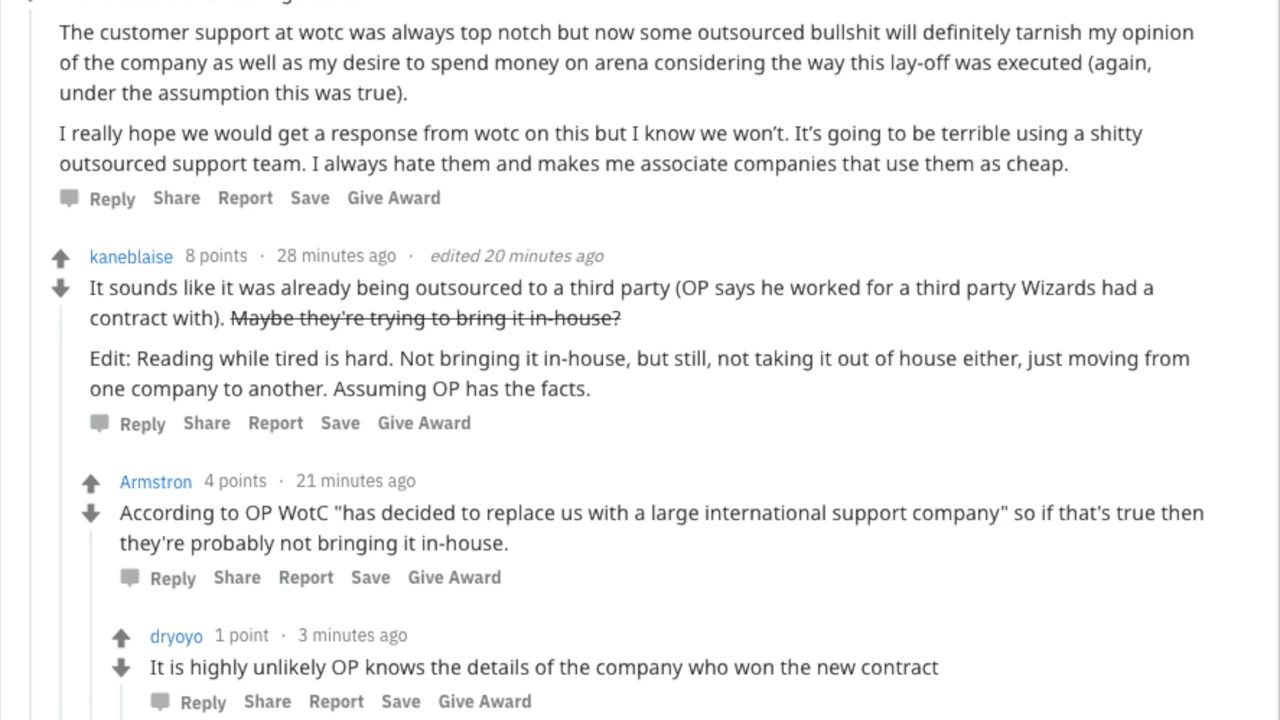 The customer support at wotc was always top notch but now some outsourced bullshit will definitely tarnish my opinion
of the company as well as my desire to spend money on arena considering the way this lay-off was executed (again,
under the assumption this was true).
I really hope we would get a response from wotc on this but I know we won’t. It’s going to be terrible using a shitty
outsourced support team. I always hate them and makes me associate companies that use them as cheap.
Reply Share Report Save Give Award
kaneblaise 8 points · 28 minutes ago · edited 20 minutes ago
It sounds like it was already being outsourced to a third party (OP says he worked for a third party Wizards had a
contract with). Maybe they're trying to bring it in-house?
Edit: Reading while tired is hard. Not bringing it in-house, but still, not taking it out of house either, just moving from
one company to another. Assuming OP has the facts.
Reply Share Report Save Give Award
Armstron 4 points · 21 minutes ago
According to OP WotC "has decided to replace us with a large international support company" so if that's true then
they're probably not bringing it in-house.
Reply Share Report Save Give Award
dryoyo 1 point · 3 minutes ago
It is highly unlikely OP knows the details of the company who won the new contract
Reply Share Report Save Give Award